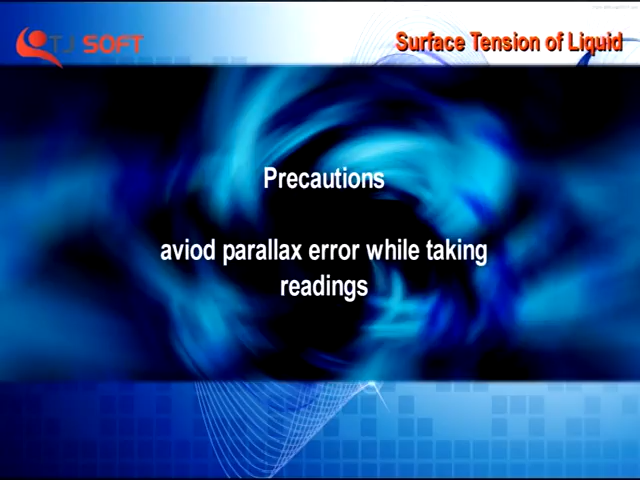 TJ SOFT
Surface Tension of Liquid
Precautions
aviod parallax error while taking
readings